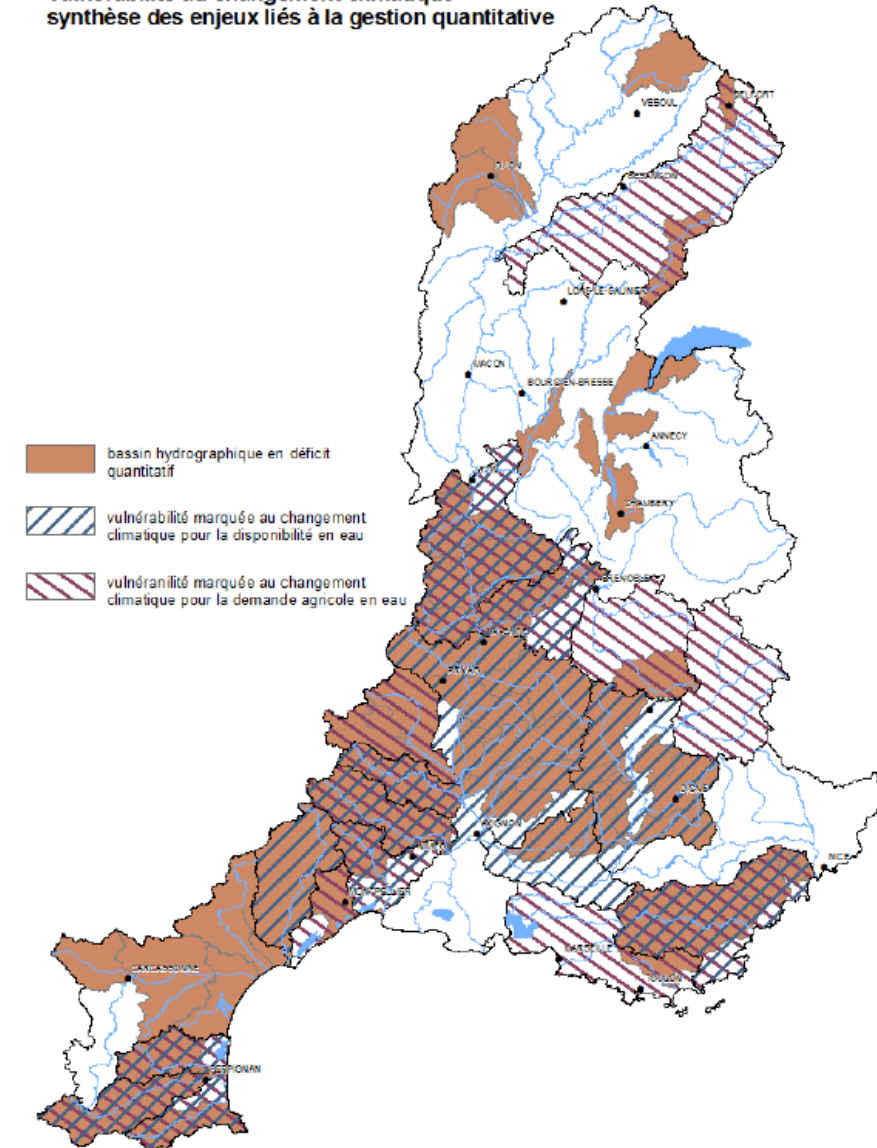 synthèse des enjeux liés à la gestion quantitative
BELFORT
VESOUL
DIJON
BESANCON
LONS-LE-SAUNIER
MACON
BOURG-EN-BRESSE
ANNECY
bassin hydrographique en déficit
quantitatif
LYON
CHAMBERY
vulnérabilité marquée au changement
climatique pour la disponibilité en eau
vulnéranilité marquée au changement
climatique pour la demande agricole en eau
GRENOBLE
PRIVAS
DIGNE
AVIGNON
NIMES
NICE
MONTPELLIER
MARSEILLE
CARCASSONNE
TOULON
PERPIGNAN